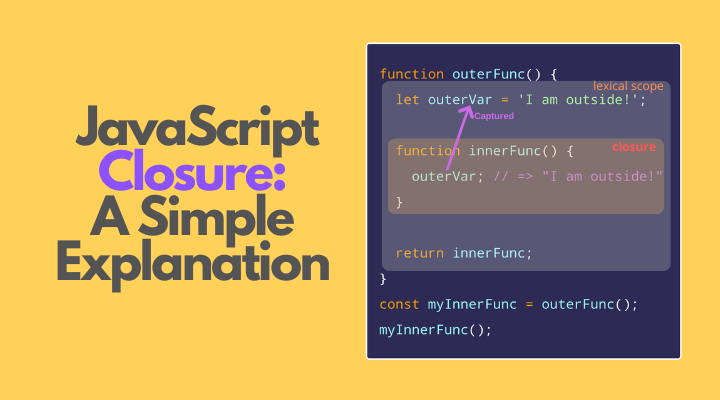 JavaScript
Closure:
A Simple
Explanation
function outerFunc() {
lexical scope
let outerVar = 'I am outside!';
Captured
function innerFunc() {
closure
outerVar; // => "I am outside!"
}
return innerFunc;
}
const myInnerFunc = outerFunc();
myInnerFunc();